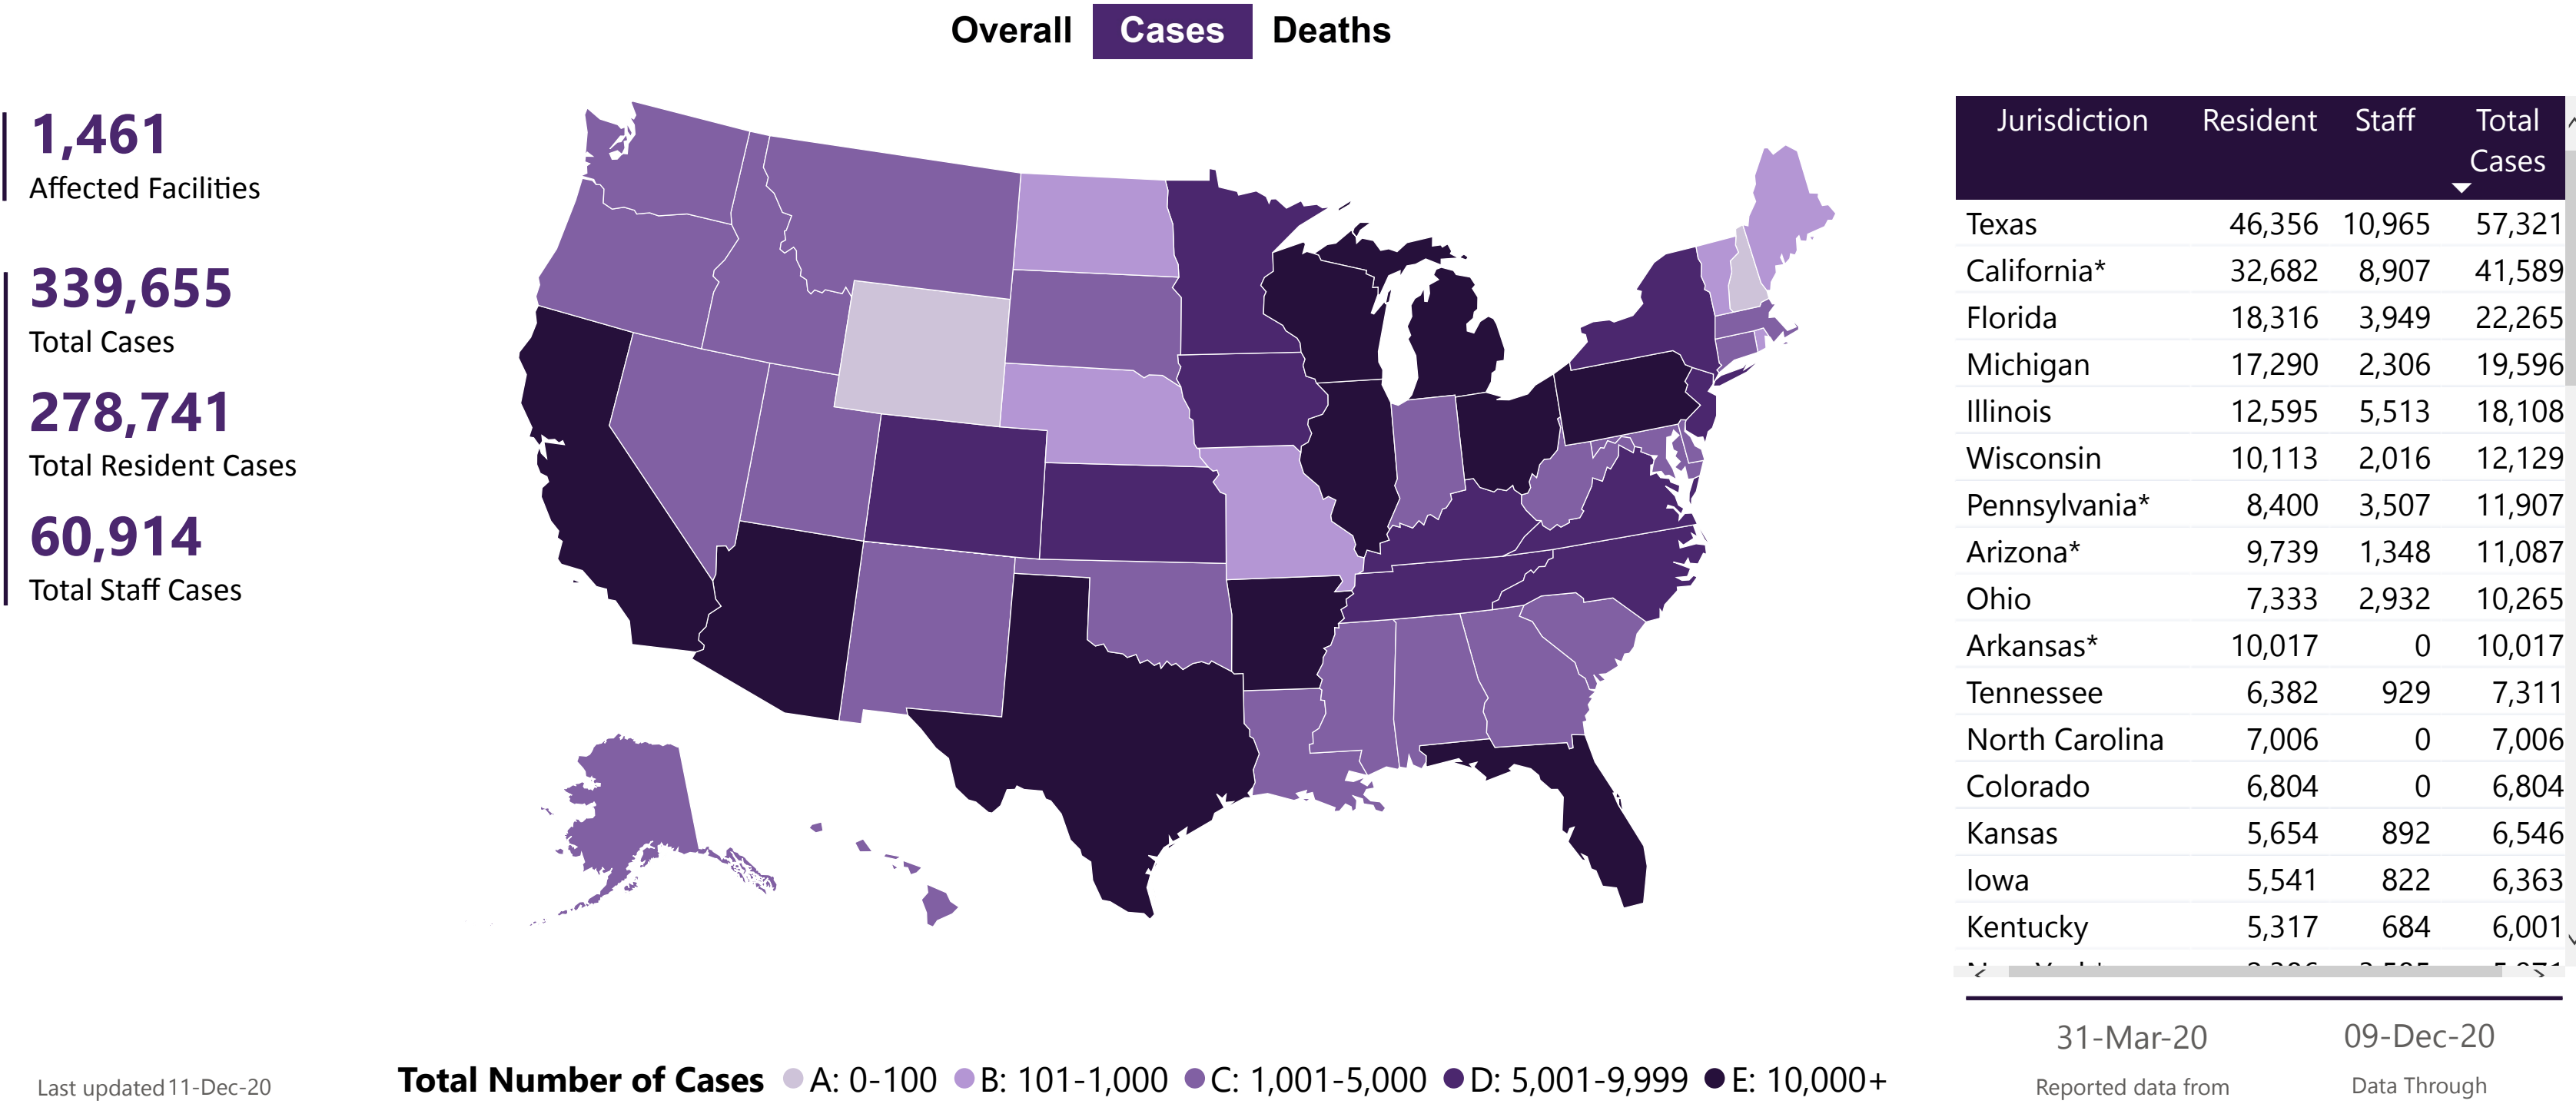 Overall Cases Deaths
1,461
Affected Facilities
339,655
Total Cases
278,741
Total Resident Cases
60,914
Total Staff Cases
Jurisdiction Resident Staff Total Cases
Texas 46,356 10,965 57,321
California* 32,682 8,907 41,589
Florida 18,316 3,949 22,265
Michigan 17,290 2,306 19,596
Illinois 12,595 5,513 18,108
Wisconsin 10,113 2,016 12,129
Pennsylvania* 8,400 3,507 11,907
Arizona* 9,739 1,348 11,087
Ohio 7,333 2,932 10,265
Arkansas* 10,017 0 10,017
Tennessee 6,382 929 7,311
North Carolina 7,006 0 7,006
Colorado 6,804 0 6,804
Kansas 5,654 892 6,546
Iowa 5,541 822 6,363
Kentucky 5,317 684 6,001
31-Mar-20 09-Dec-20
Reported data from Data Through
Last updated 11-Dec-20
Total Number of Cases A: 0-100 B: 101-1,000 C: 1,001-5,000 D: 5,001-9,999 E: 10,000+